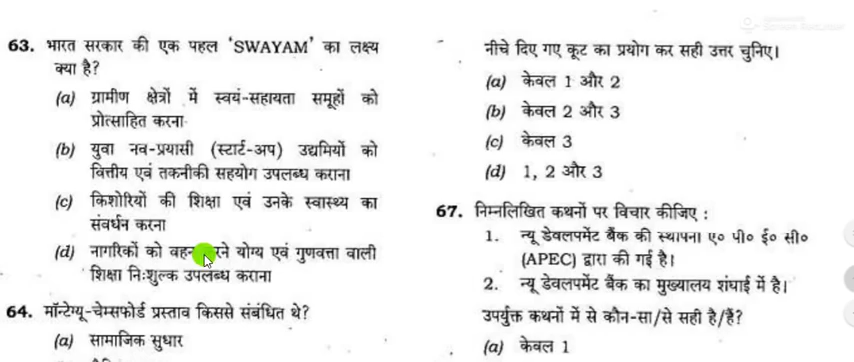 63. भारत सरकार की एक पहल 'SWAYAM' का लक्ष्य
क्या है?
(a) ग्रामीण क्षेत्रों में स्वयं-सहायता समूहों को
प्रोत्साहित करना
(b) युवा नव-प्रयासी (स्टार्ट-अप) उद्यमियों को
वित्तीय एवं तकनीकी सहयोग उपलब्ध कराना
(c) किशोरियों की शिक्षा एवं उनके स्वास्थ्य का
संवर्धन करना
(d) नागरिकों को योग्य एवं गुणवत्ता वाली
शिक्षा निःशुल्क उपलब्ध कराना
64. मॉन्टेग्यू-चेम्सफोर्ड प्रस्ताव किससे संबंधित थे?
(a) सामाजिक सुधार
नीचे दिए गए कूट का प्रयोग कर सही उत्तर चुनिए।
(a) केवल 1 और 2
(b) केवल 2 और 3
(c) केवल 3
(d) 1, 2 और 3
67. निम्नलिखित कथनों पर विचार कीजिए :
1. न्यू डेवलपमेंट बैंक की स्थापना ए० पी० ई० सी०
(APEC) द्वारा की गई है।
2. न्यू डेवलपमेंट बैंक का मुख्यालय शंघाई में है।
उपर्युक्त कथनों में से कौन-सा/से सही है/हैं?
(a) केवल 1